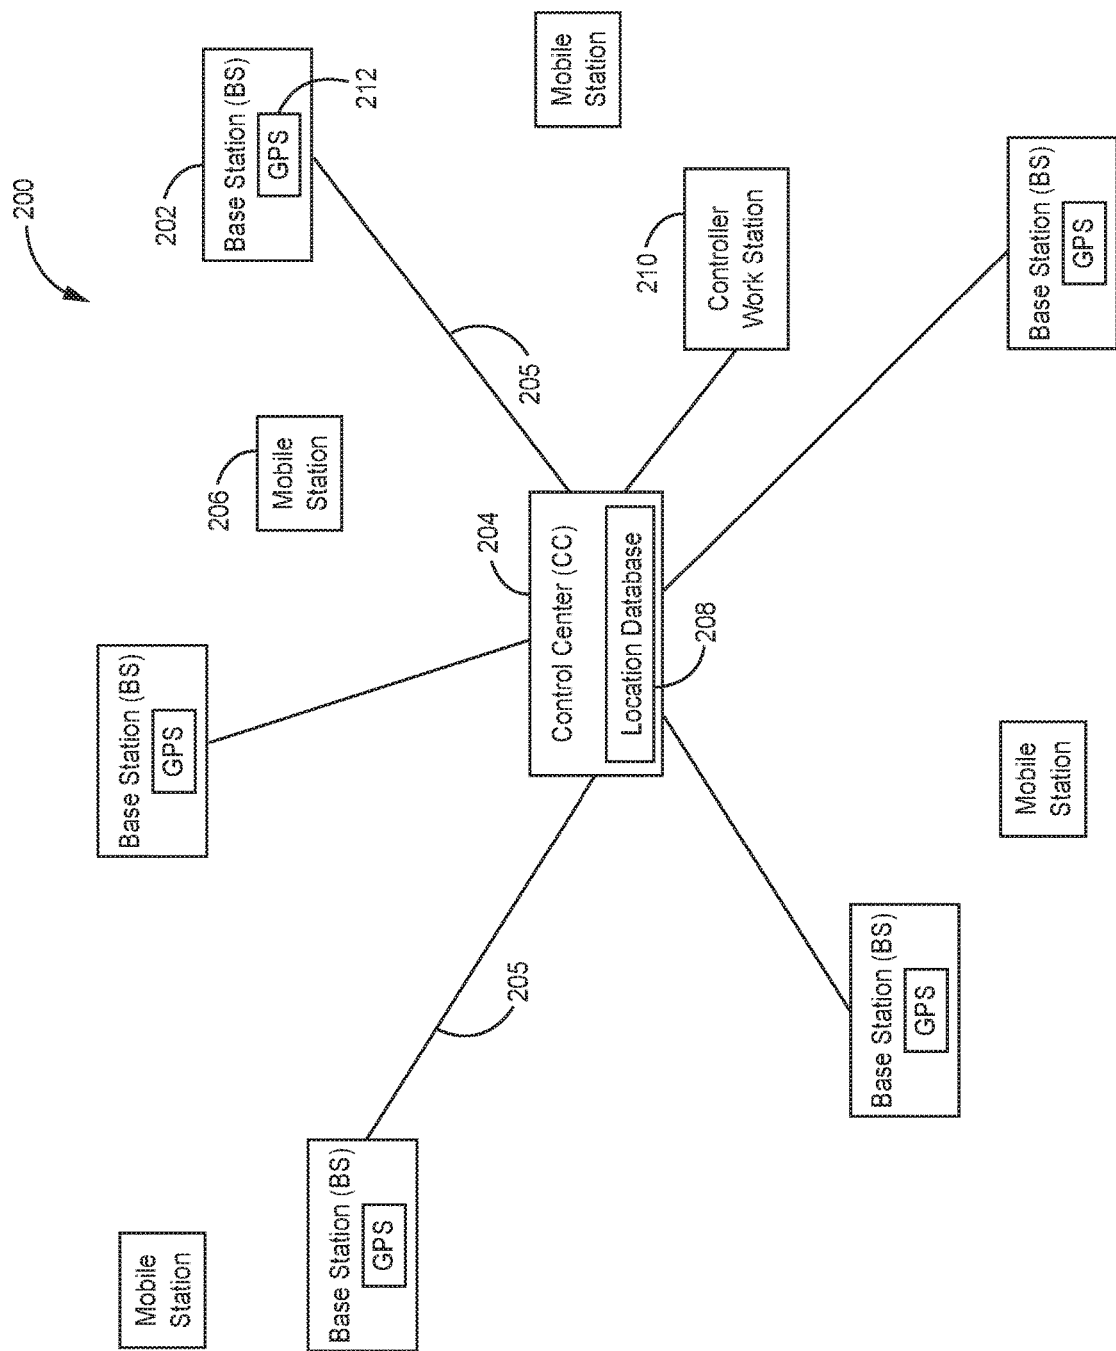 200
Base Station (BS)
GPS
Mobile
Station
202
Base Station (BS)
GPS
212
206
Mobile
Station
Base Station (BS)
GPS
204
205
205
Control Center (CC)
Location Database
208
Mobile
Station
210
Controller
Work Station
Base Station (BS)
GPS
Mobile
Station
Base Station (BS)
GPS